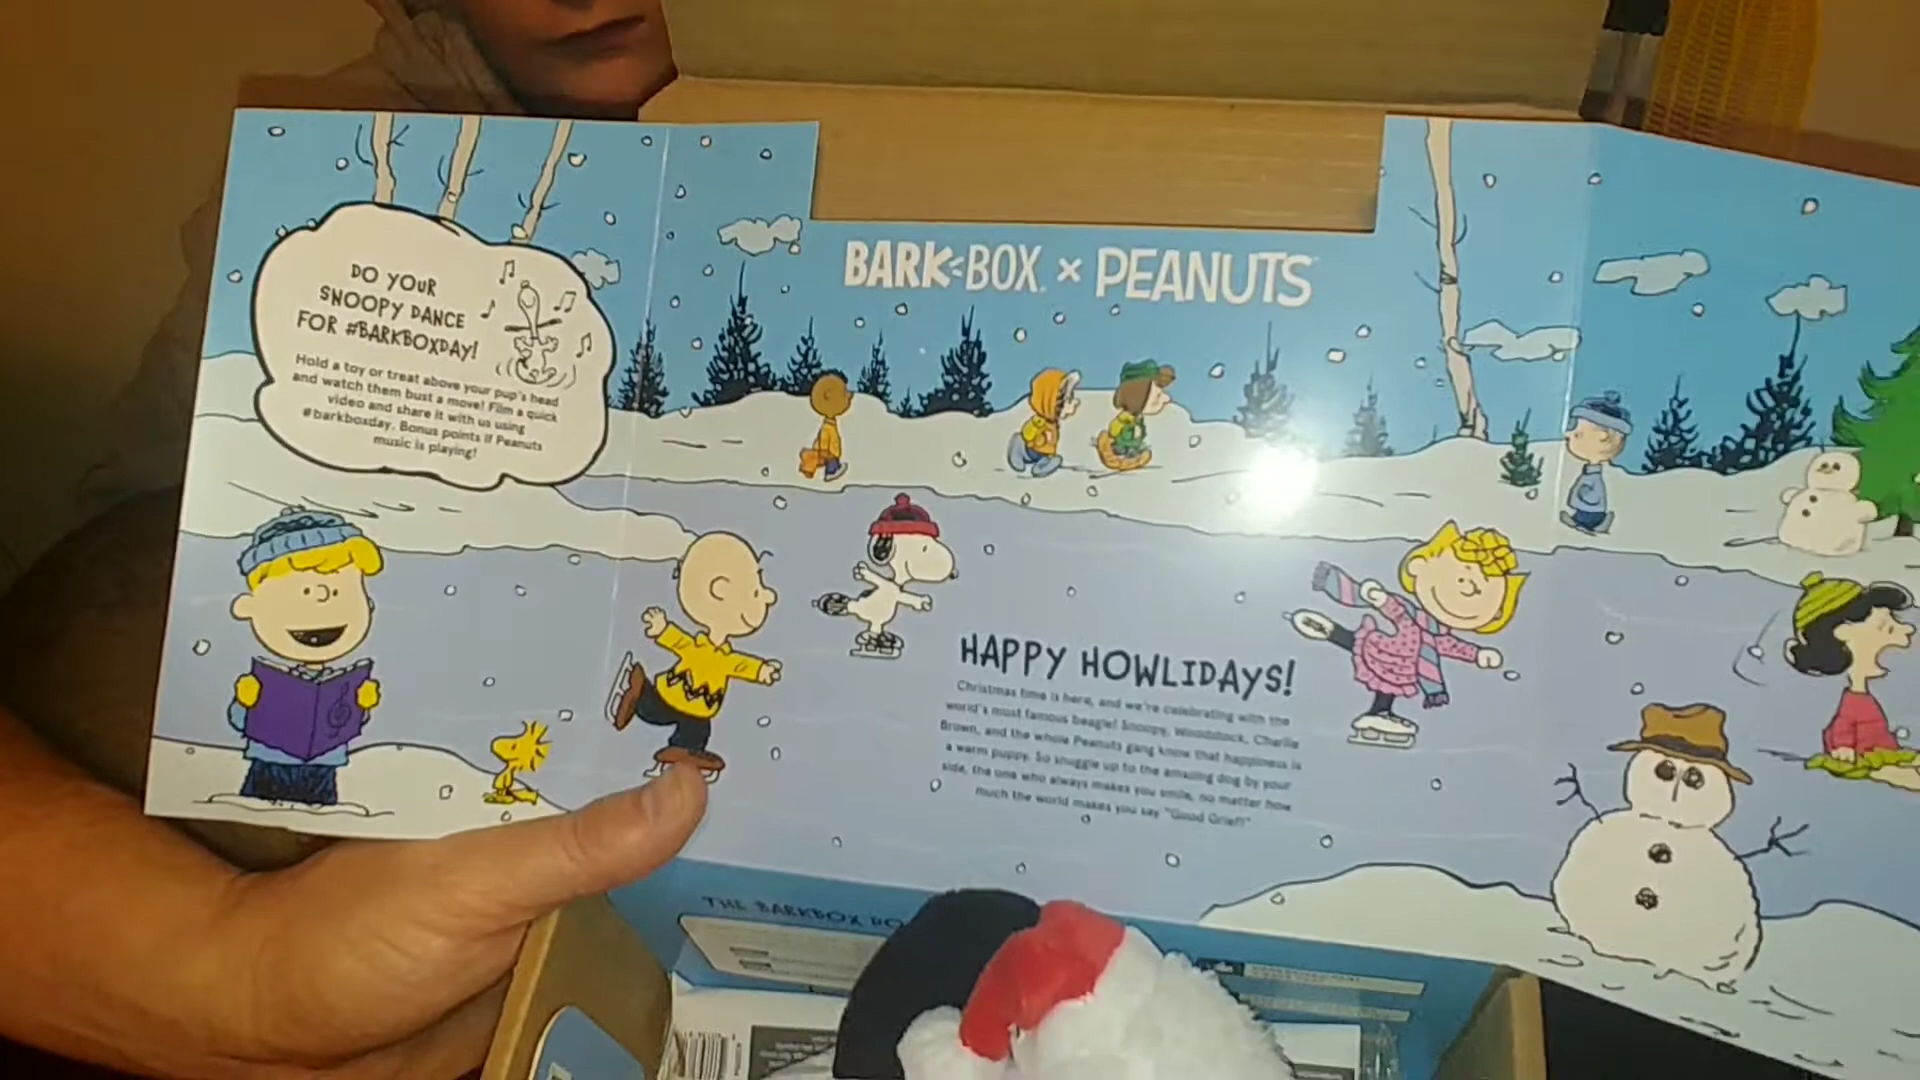 DO YOUR
SNOOPY DANCE
FOR #BARKBOXDAY!
Hold a toy or treat above your pup's head
and watch them bust a move! Film a quick
video and share it with us using
#barkboxday. Bonus points if Peanuts
music is playing!
BARK BOX × PEANUTS
HAPPY HOWLIDAYS!
Christmas time is here, and we're celebrating with the
world's most famous beagle! Snoopy, Woodstock, Charlie
Brown, and the whole Peanuts gang know that happiness is
a warm puppy. So snuggle up to the amazing dog by your
side, the one who always makes you smile, no matter how
much the world makes you say "Good Grief!"
THE BARKBOX